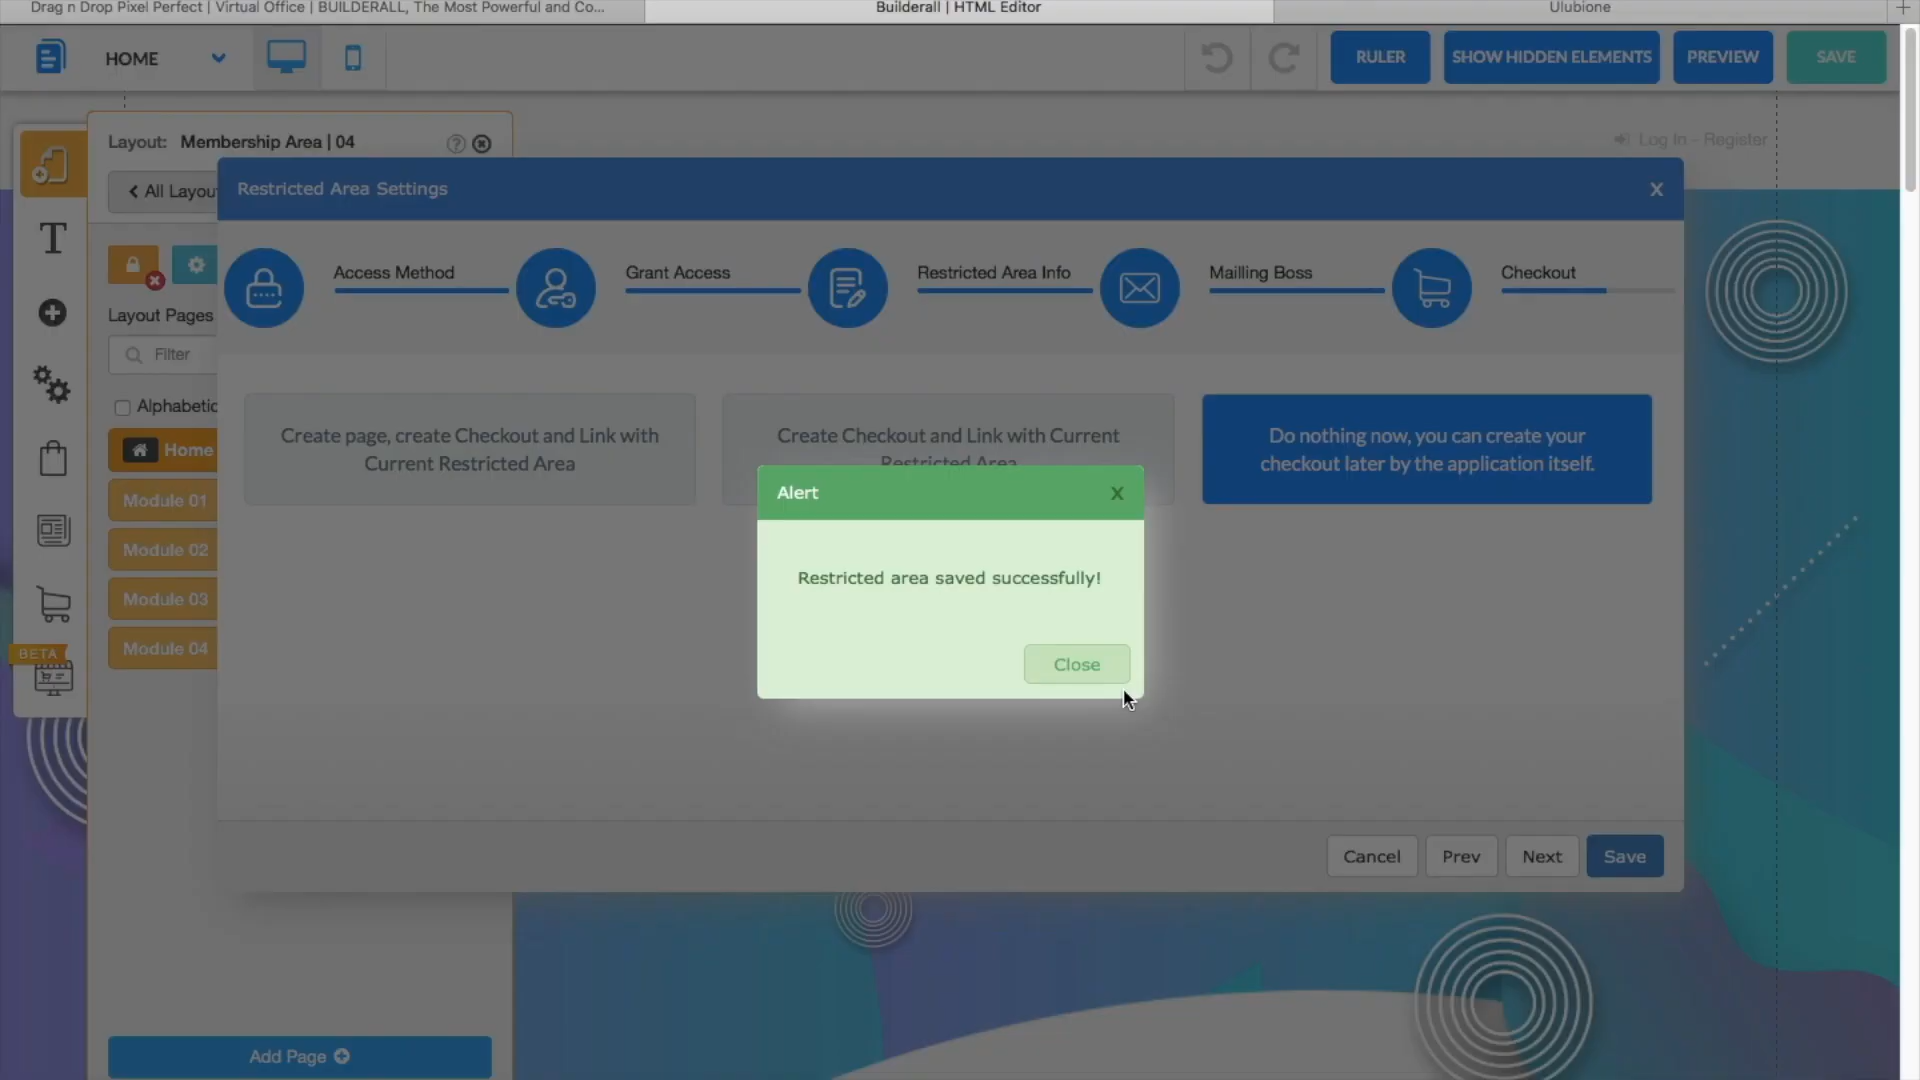 Drag n Drop Pixel Perfect | Virtual Office | BUILDERALL, The Most Powerful and Co...
Builderall | HTML Editor
Ulubione
HOME
RULER
SHOW HIDDEN ELEMENTS
PREVIEW
SAVE
Layout: Membership Area | 04
Log In - Register
All Layou
Restricted Area Settings
X
Access Method
Grant Access
Restricted Area Info
Mailing Boss
Checkout
Layout Pages
Filter
Alphabetic
Home
Module 01
Module 02
Module 03
Module 04
BETA
Create page, create Checkout and Link with
Current Restricted Area
Create Checkout and Link with Current
Restricted Area
Do nothing now, you can create your
checkout later by the application itself.
Alert
X
Restricted area saved successfully!
Close
Cancel
Prev
Next
Save
Add Page